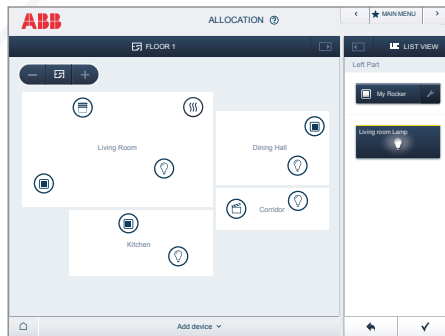 ABB
ALLOCATION ?
MAIN MENU
FLOOR 1
LIST VIEW
Left Part
My Rocker
Living room Lamp
Living Room
Dining Hall
Corridor
Kitchen
Add device